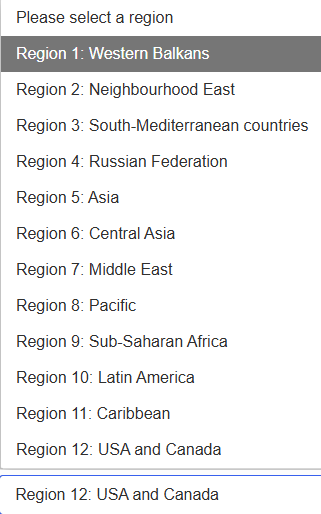 Please select a region
Region 1: Western Balkans
Region 2: Neighbourhood East
Region 3: South-Mediterranean countries
Region 4: Russian Federation
Region 5: Asia
Region 6: Central Asia
Region 7: Middle East
Region 8: Pacific
Region 9: Sub-Saharan Africa
Region 10: Latin America
Region 11: Caribbean
Region 12: USA and Canada
Region 12: USA and Canada